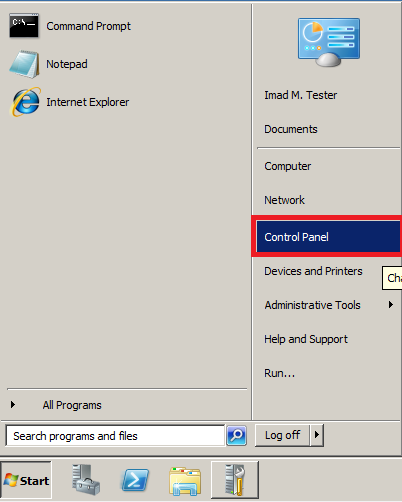 Command Prompt
Notepad
Internet Explorer
Imad M. Tester
Documents
Computer
Network
Control Panel
Devices and Printers
Cha
Administrative Tools
Help and Support
Run...
All Programs
Search programs and files
Log off
Start